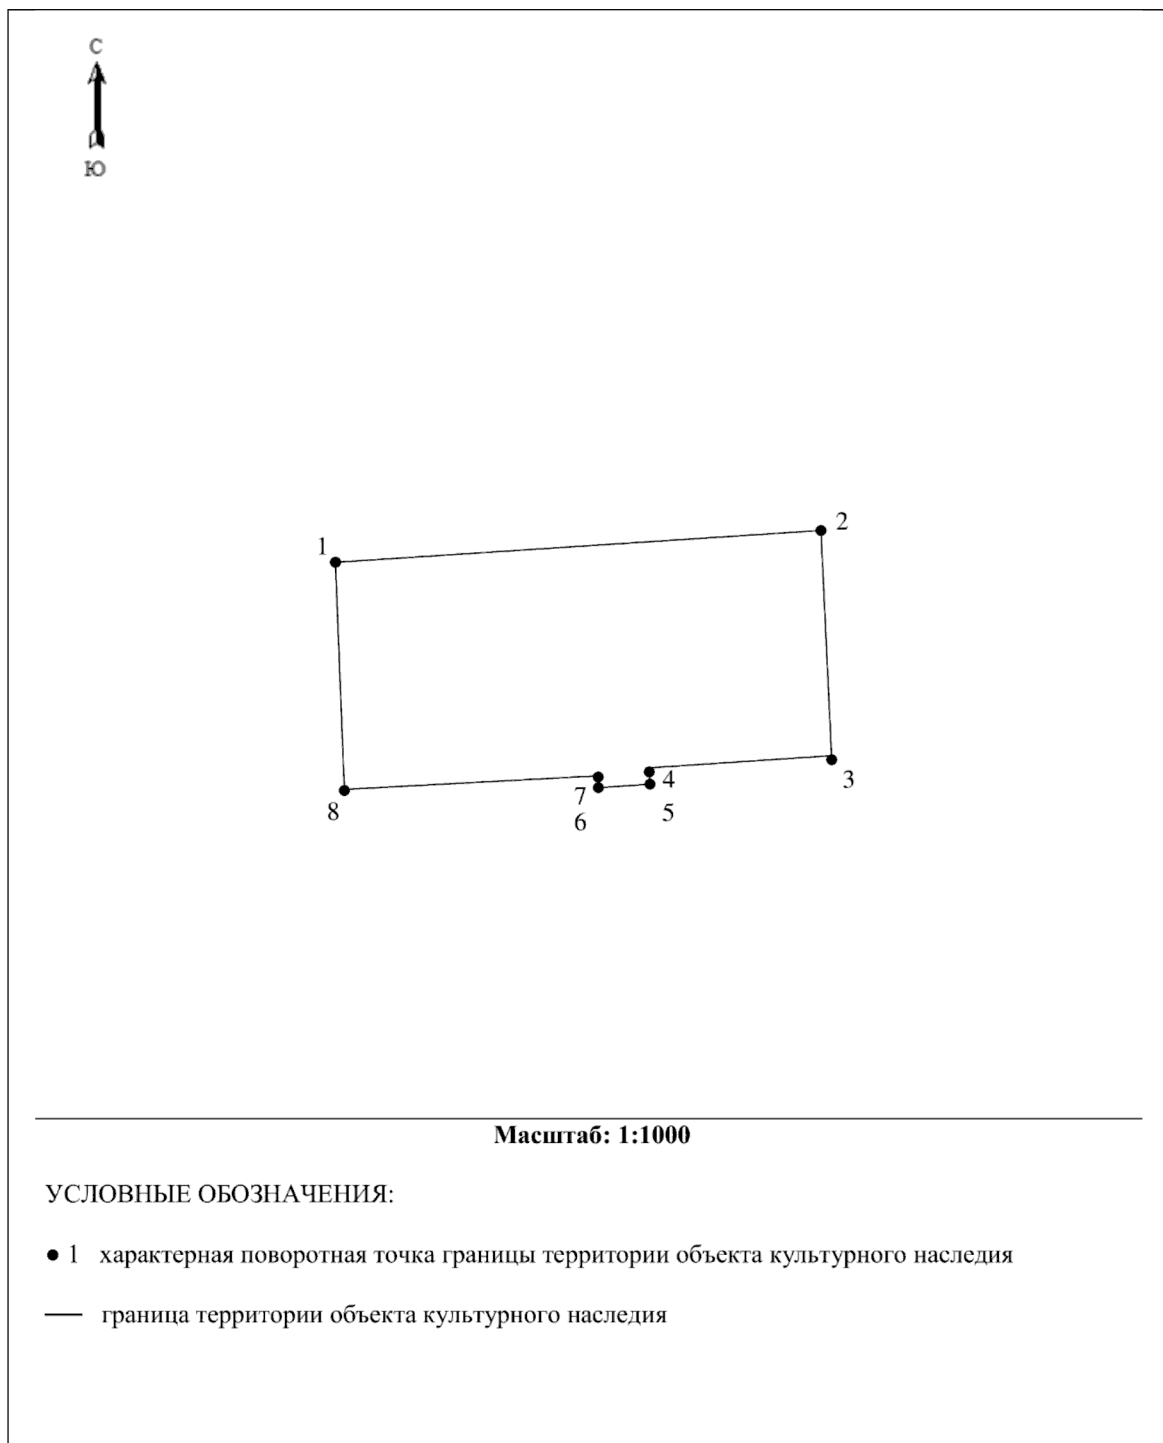 С
Ю
2
1
4
3
7
8
5
6
Масштаб: 1:1000
УСЛОВНЫЕ ОБОЗНАЧЕНИЯ:
● 1 характерная поворотная точка границы территории объекта культурного наследия
— граница территории объекта культурного наследия